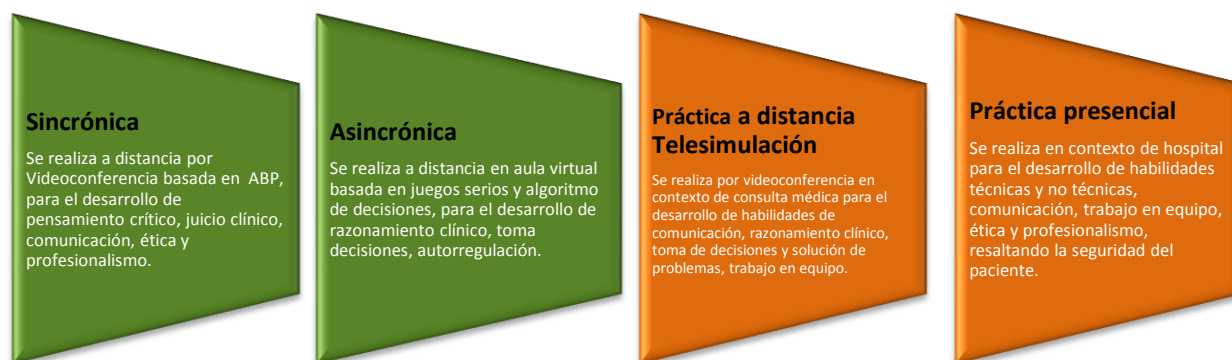 Sincrónica
Se realiza a distancia por
Videoconferencia basada en ABP,
para el desarrollo de
pensamiento crítico, juicio clínico,
comunicación, ética y
profesionalismo.
Asincrónica
Se realiza a distancia en aula virtual
basada en juegos serios y algoritmo
de decisiones, para el desarrollo de
razonamiento clínico, toma
decisiones, autorregulación.
Práctica a distancia
Telesimulación
Se realiza por videoconferencia en
contexto de consulta médica para el
desarrollo de habilidades de
comunicación, razonamiento clínico,
toma de decisiones y solución de
problemas, trabajo en equipo.
Práctica presencial
Se realiza en contexto de hospital
para el desarrollo de habilidades
técnicas y no técnicas,
comunicación, trabajo en equipo,
ética y profesionalismo,
resaltando la seguridad del
paciente.